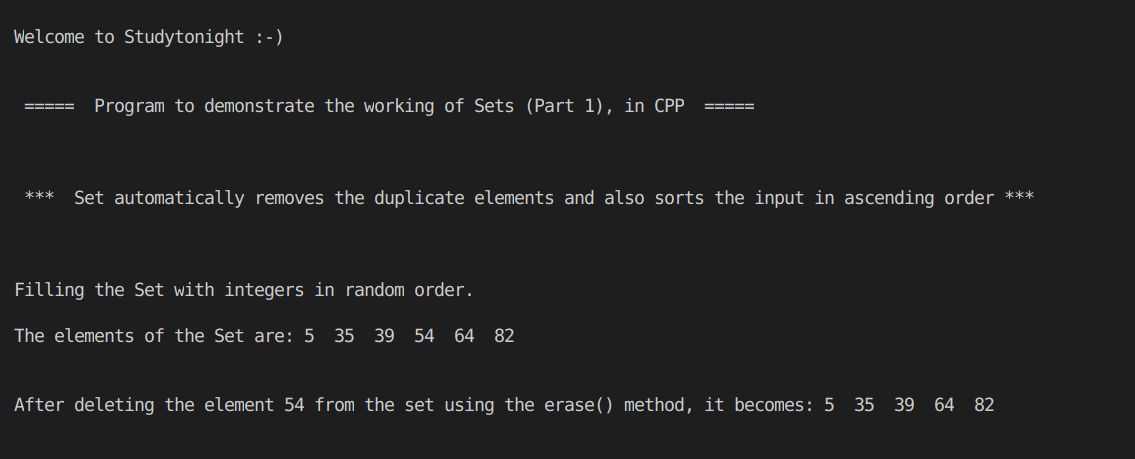 Welcome to Studytonight :-)
===== Program to demonstrate the working of Sets (Part 1), in CPP =====
*** Set automatically removes the duplicate elements and also sorts the input in ascending order ***
Filling the Set with integers in random order.
The elements of the Set are: 5 35 39 54 64 82
After deleting the element 54 from the set using the erase() method, it becomes: 5 35 39 64 82